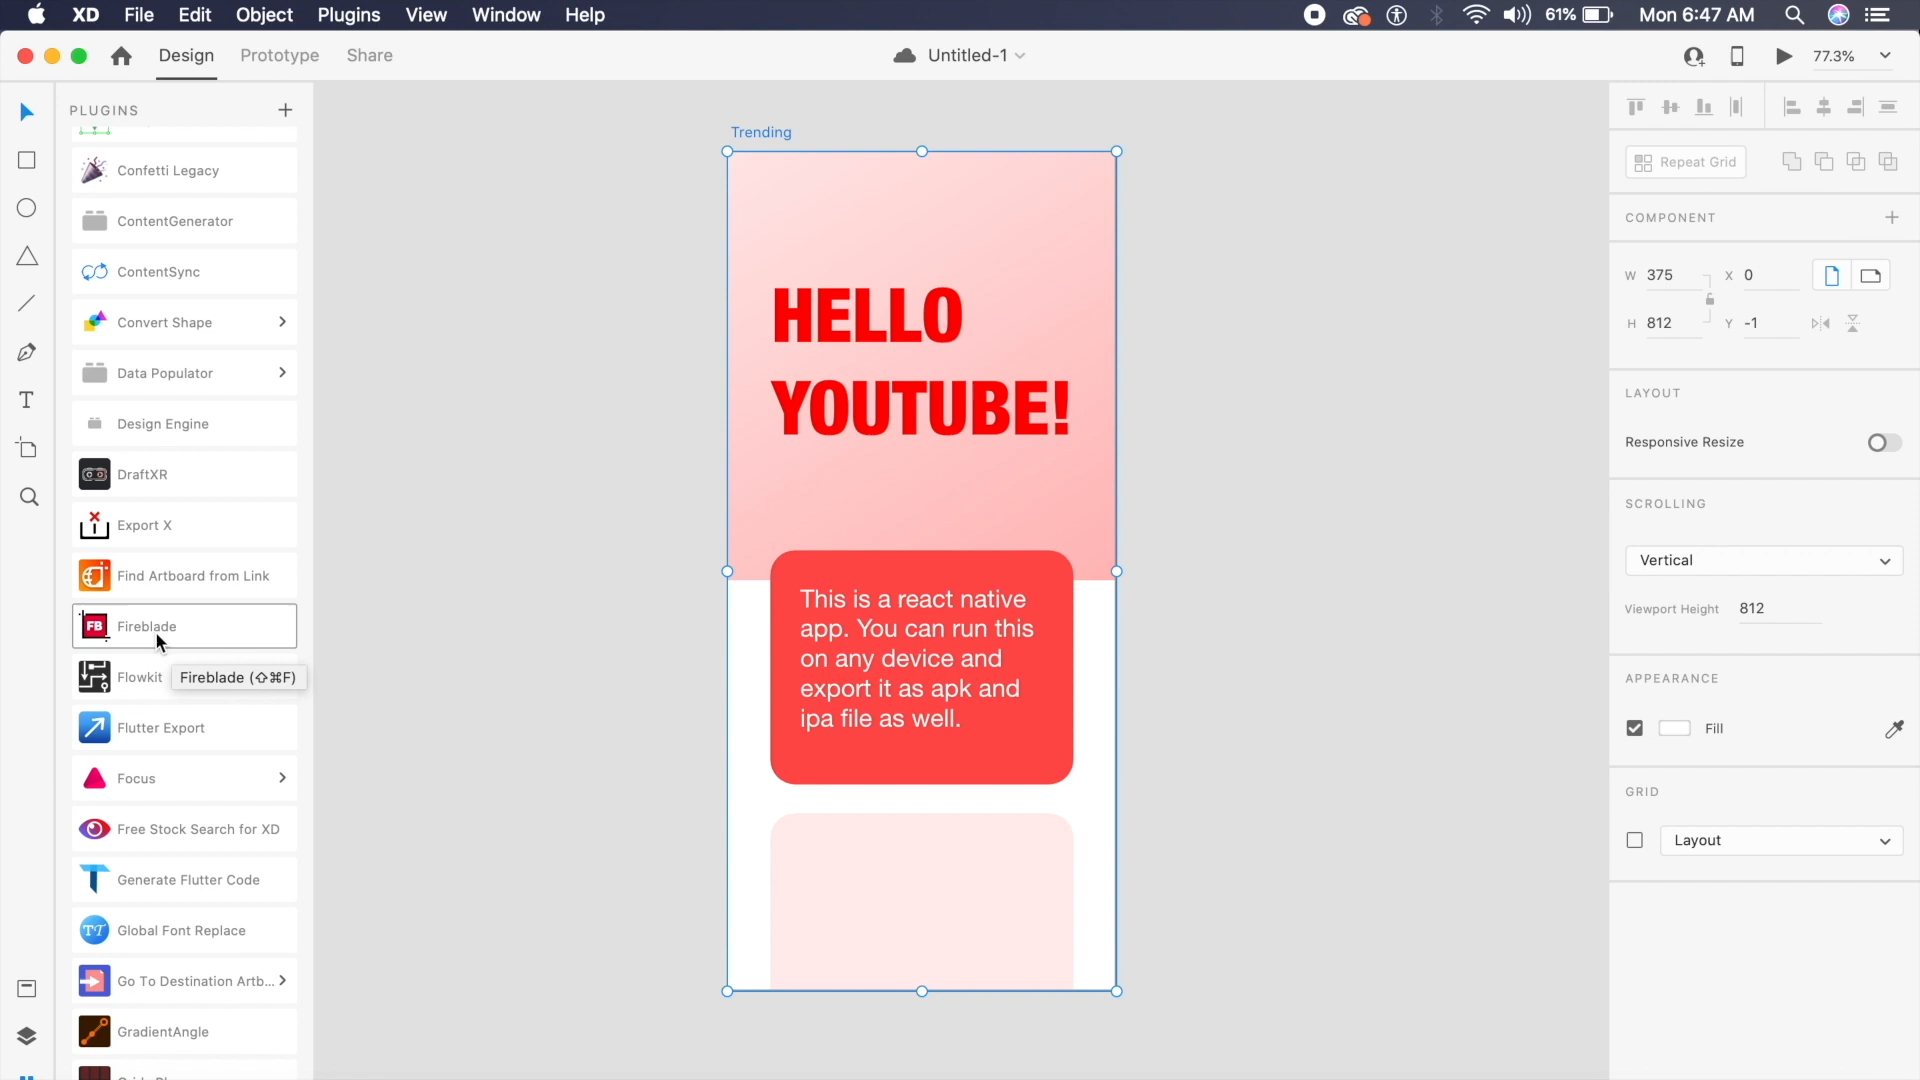 XD File Edit Object Plugins View Window Help 61% Mon 6:47 AM
Design Prototype Share Untitled-1 77.3%
PLUGINS +
Confetti Legacy
ContentGenerator
ContentSync
Convert Shape
Data Populator
Design Engine
DraftXR
Export X
Find Artboard from Link
FB Fireblade
Flowkit Fireblade (⇧⌘F)
Flutter Export
Focus
Free Stock Search for XD
Generate Flutter Code
TT Global Font Replace
Go To Destination Artb...
GradientAngle
Trending
HELLO
YOUTUBE!
This is a react native
app. You can run this
on any device and
export it as apk and
ipa file as well.
Repeat Grid
COMPONENT +
W 375 X 0
H 812 Y -1
LAYOUT
Responsive Resize
SCROLLING
Vertical
Viewport Height 812
APPEARANCE
Fill
GRID
Layout